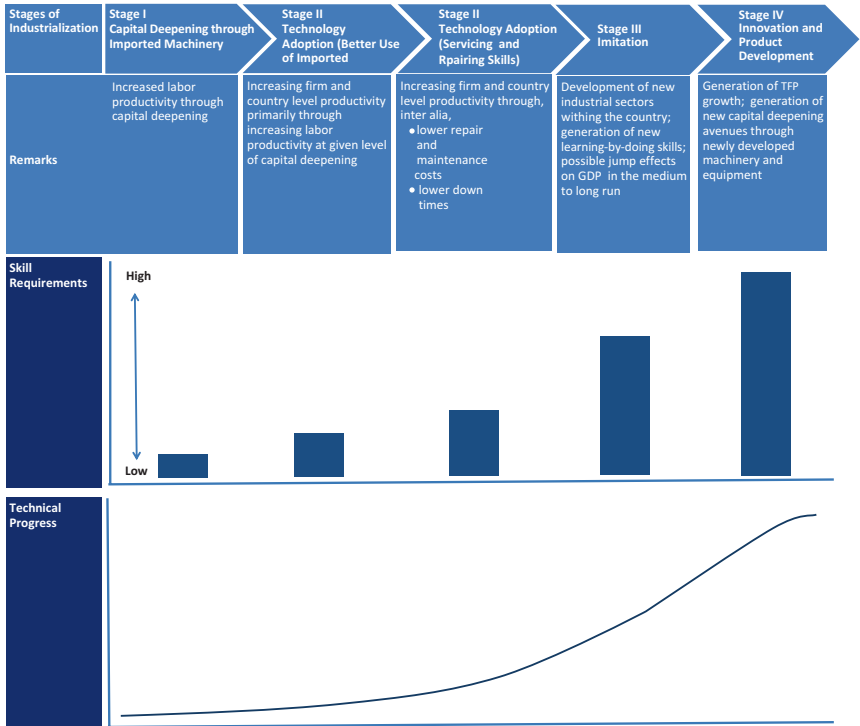 Stages of
Industrialization
Stage I
Capital Deepening through
Imported Machinery
Stage II
Technology
Adoption (Better Use
of Imported
Stage II
Technology Adoption
(Servicing and
Rpairing Skills)
Stage III
Imitation
Stage IV
Innovation and
Product
Development
Remarks
Increased labor
productivity through
capital deepening
Increasing firm and
country level productivity
primarily through
increasing labor
productivity at given level
of capital deepening
Increasing firm and country
level productivity through,
inter alia,
● lower repair
and
maintenance
costs
● lower down
times
Development of new
industrial sectors
withing the country;
generation of new
learning-by-doing skills;
possible jump effects
on GDP in the medium
to long run
Generation of TFP
growth; generation of
new capital deepening
avenues through
newly developed
machinery and
equipment
Skill
Requirements
High
Low
Technical
Progress